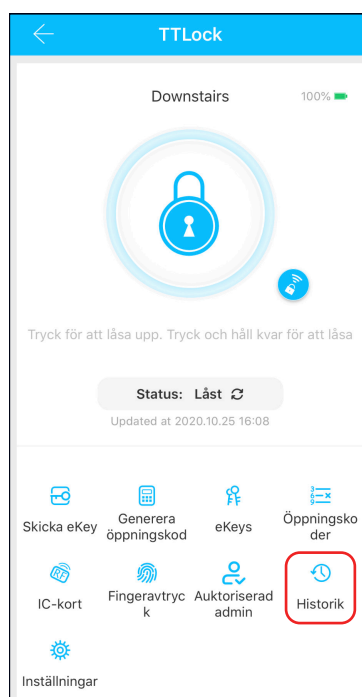 TTLock
Downstairs
100%
Tryck för att låsa upp. Tryck och håll kvar för att låsa
Status: Låst
Updated at 2020.10.25 16:08
Skicka eKey
Generera
öppningskod
eKeys
Öppningsko
der
IC-kort
Fingeravtryc
k
Auktoriserad
admin
Historik
Inställningar